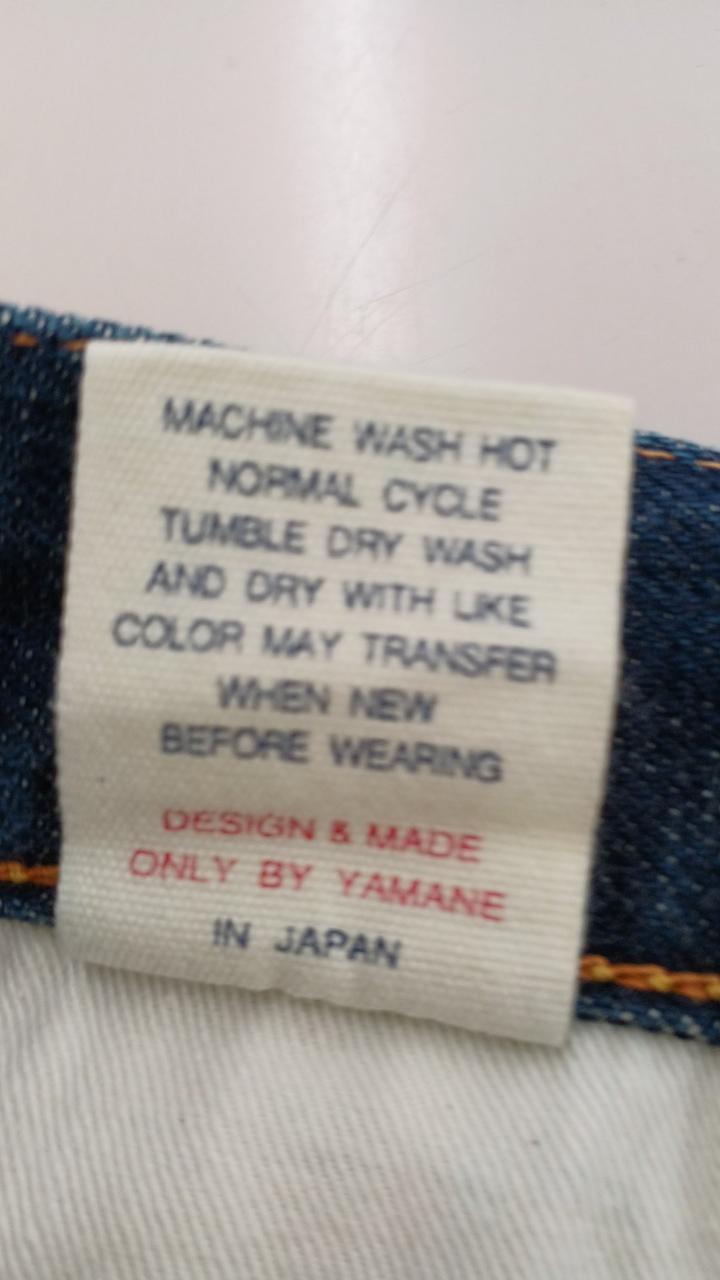 MACHINE WASH HOT
NORMAL CYCLE
TUMBLE DRY WASH
AND DRY WITH LIKE
COLOR MAY TRANSFER
WHEN NEW
BEFORE WEARING
DESIGN & MADE
ONLY BY YAMANE
IN JAPAN